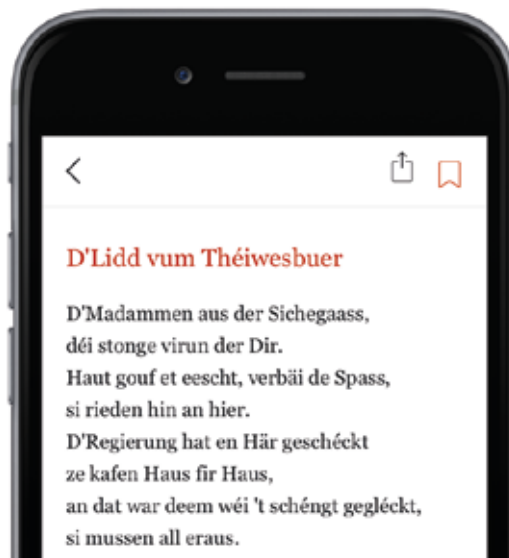 D'Lidd vum Théiwesbuer
D'Madammen aus der Sichegaass,
déi stonge virun der Dir.
Haut gouf et eescht, verbäi de Spass,
si rieden hin an hier.
D'Regierung hat en Här geschéckt
ze kafen Haus fir Haus,
an dat war deem wéi 't schéngt gegléckt,
si mussen all eraus.